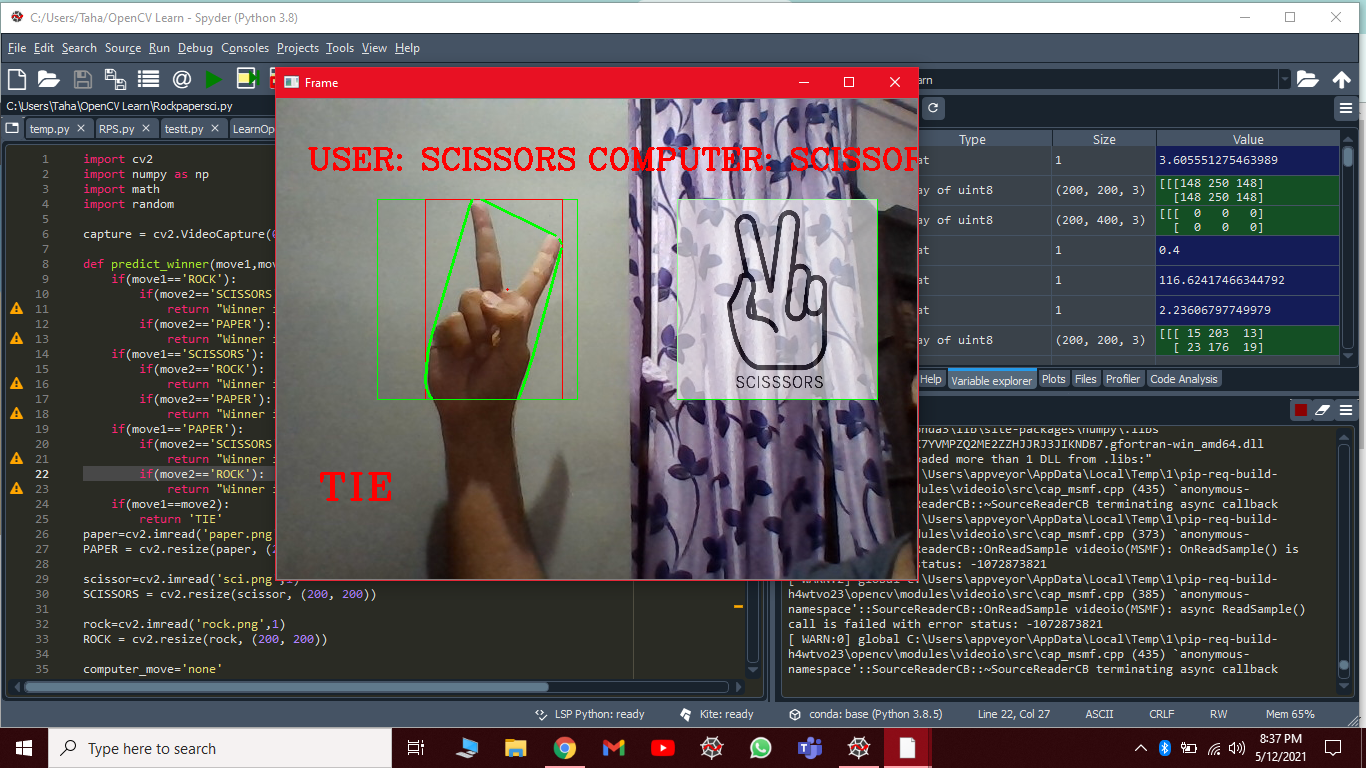 C:/Users/Taha/OpenCV Learn - Spyder (Python 3.8)
File Edit Search Source Run Debug Consoles Projects Tools View Help
Frame
arn
C:\Users\Taha\OpenCV Learn\Rockpapersci.py
temp.py RPS.py testt.py LearnOp
1 import cv2
2 import numpy as np
3 import math
4 import random
5
6 capture = cv2.VideoCapture(
7
8 def predict_winner(move1,mov
9 if(move1=='ROCK'):
10 if(move2=='SCISSORS
11 return "Winner i
12 if(move2=='PAPER'):
13 return "Winner i
14 if(move1=='SCISSORS'):
15 if(move2=='ROCK'):
16 return "Winner i
17 if(move2=='PAPER'):
18 return "Winner i
19 if(move1=='PAPER'):
20 if(move2=='SCISSORS
21 return "Winner i
22 if(move2=='ROCK'):
23 return "Winner i
24 if(move1==move2):
25 return 'TIE'
26 paper=cv2.imread('paper.png
27 PAPER = cv2.resize(paper, (2
28
29 scissor=cv2.imread('sci.png',1)
30 SCISSORS = cv2.resize(scissor, (200, 200))
31
32 rock=cv2.imread('rock.png',1)
33 ROCK = cv2.resize(rock, (200, 200))
34
35 computer_move='none'
USER: SCISSORS COMPUTER: SCISSOR
SCISSSORS
TIE
Type Size Value
at 1 3.605551275463989
ay of uint8 (200, 200, 3) [[[148 250 148]
[148 250 148]
ay of uint8 (200, 400, 3) [[[ 0 0 0]
[ 0 0 0]
at 1 0.4
at 1 116.62417466344792
at 1 2.23606797749979
ay of uint8 (200, 200, 3) [[[ 15 203 13]
[ 23 176 19]
Help Variable explorer Plots Files Profiler Code Analysis
onda3\lib\site-packages\numpy\.libs
X7YVMPZQ2ME2ZZHJJRJ3JIKNDB7.gfortran-win_amd64.dll
oaded more than 1 DLL from .libs:"
:\Users\appveyor\AppData\Local\Temp\1\pip-req-build-
odules\videoio\src\cap_msmf.cpp (435) `anonymous-
ReaderCB::~SourceReaderCB terminating async callback
:\Users\appveyor\AppData\Local\Temp\1\pip-req-build-
odules\videoio\src\cap_msmf.cpp (373) `anonymous-
ReaderCB::OnReadSample videoio(MSMF): OnReadSample() is
status: -1072873821
[ WARN:2] global C:\Users\appveyor\AppData\Local\Temp\1\pip-req-build-
h4wtvo23\opencv\modules\videoio\src\cap_msmf.cpp (385) `anonymous-
namespace'::SourceReaderCB::OnReadSample videoio(MSMF): async ReadSample()
call is failed with error status: -1072873821
[ WARN:0] global C:\Users\appveyor\AppData\Local\Temp\1\pip-req-build-
h4wtvo23\opencv\modules\videoio\src\cap_msmf.cpp (435) `anonymous-
namespace'::SourceReaderCB::~SourceReaderCB terminating async callback
LSP Python: ready Kite: ready conda: base (Python 3.8.5) Line 22, Col 27 ASCII CRLF RW Mem 65%
Type here to search
8:37 PM
5/12/2021